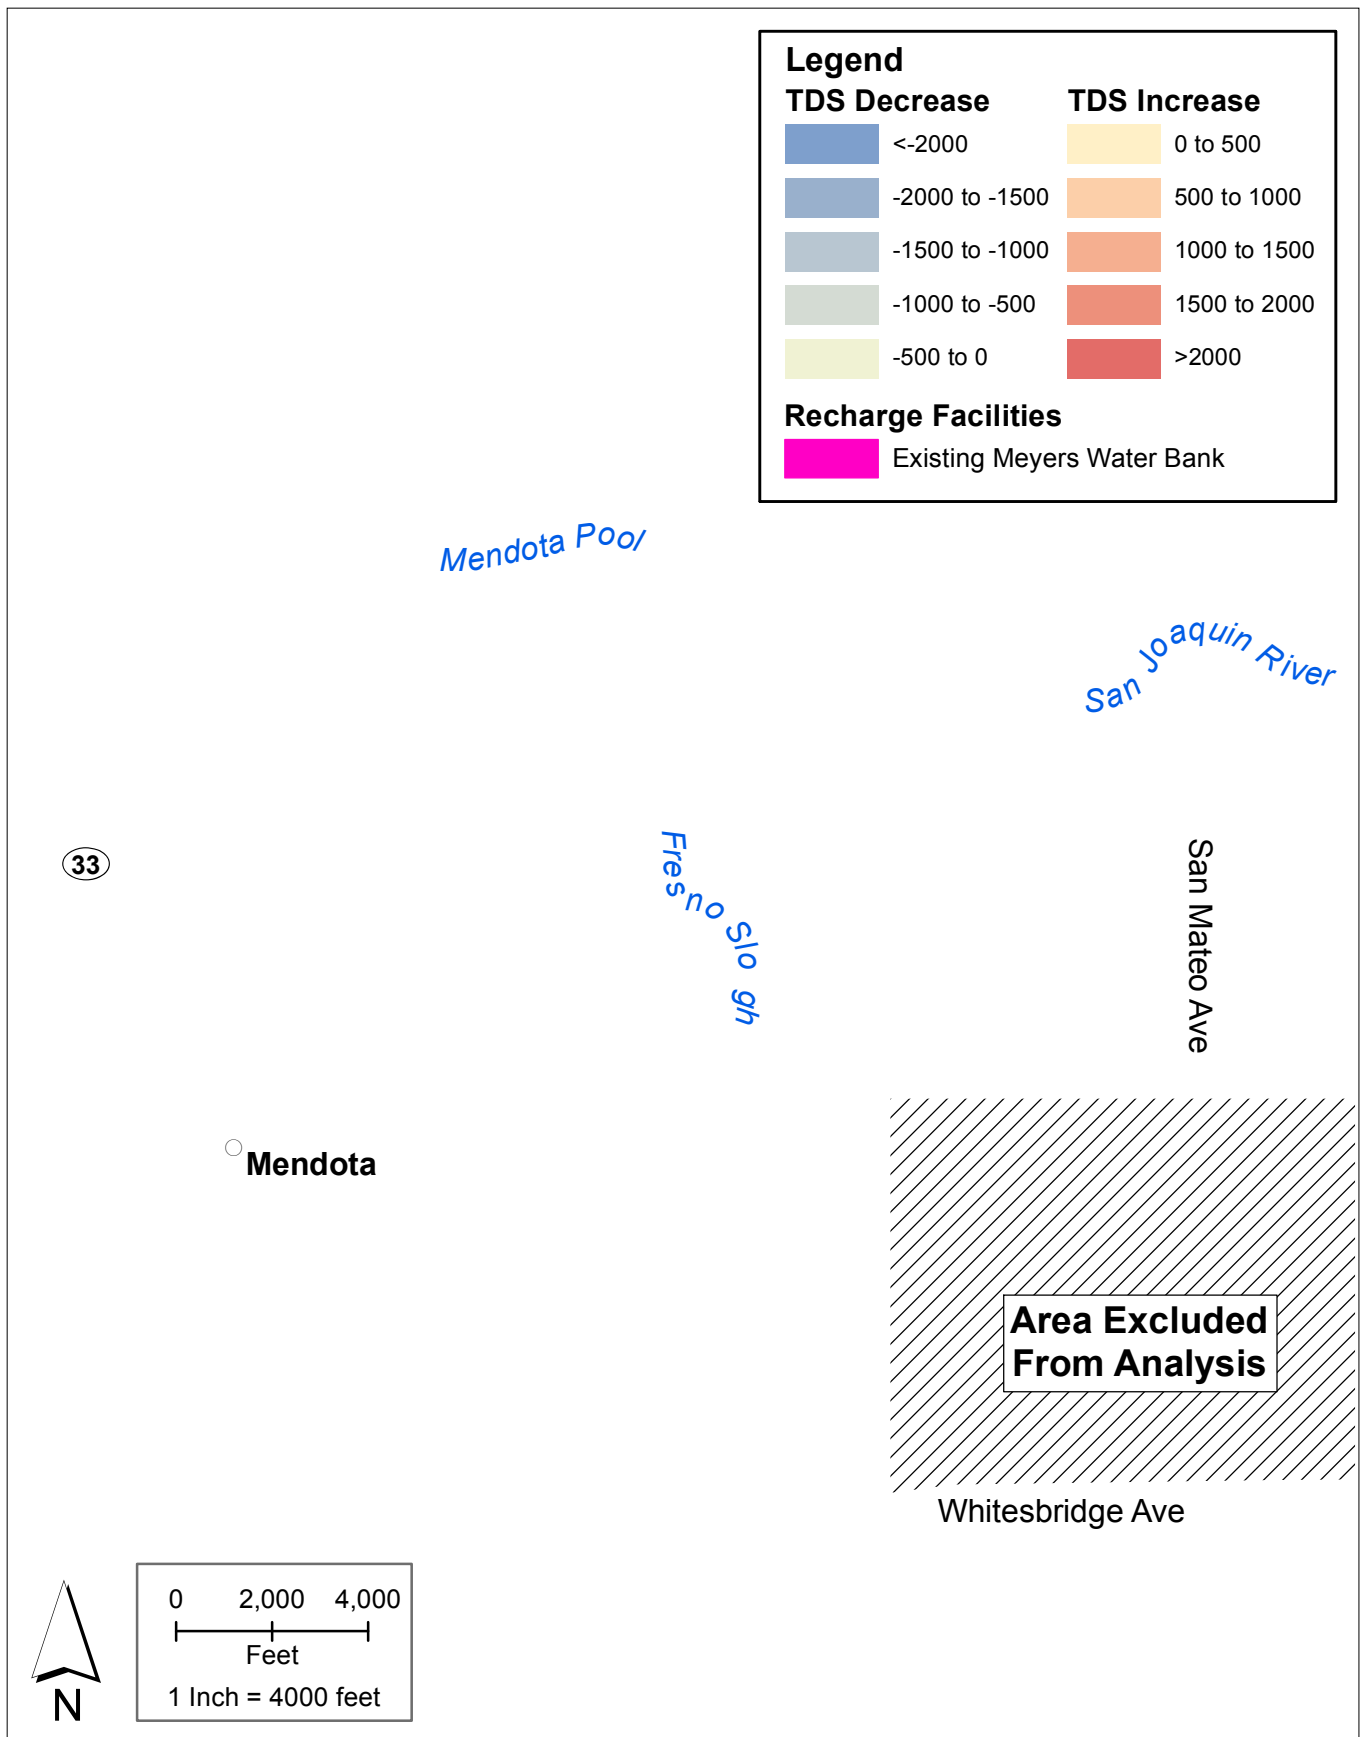 Legend
TDS Decrease
TDS Increase
<-2000
0 to 500
-2000 to -1500
500 to 1000
-1500 to -1000
1000 to 1500
-1000 to -500
1500 to 2000
-500 to 0
>2000
Recharge Facilities
Existing Meyers Water Bank
Mendota Pool
San Joaquin River
Fresno Slo gh
33
San Mateo Ave
Mendota
Area Excluded
From Analysis
Whitesbridge Ave
0 2,000 4,000
Feet
1 Inch = 4000 feet
N